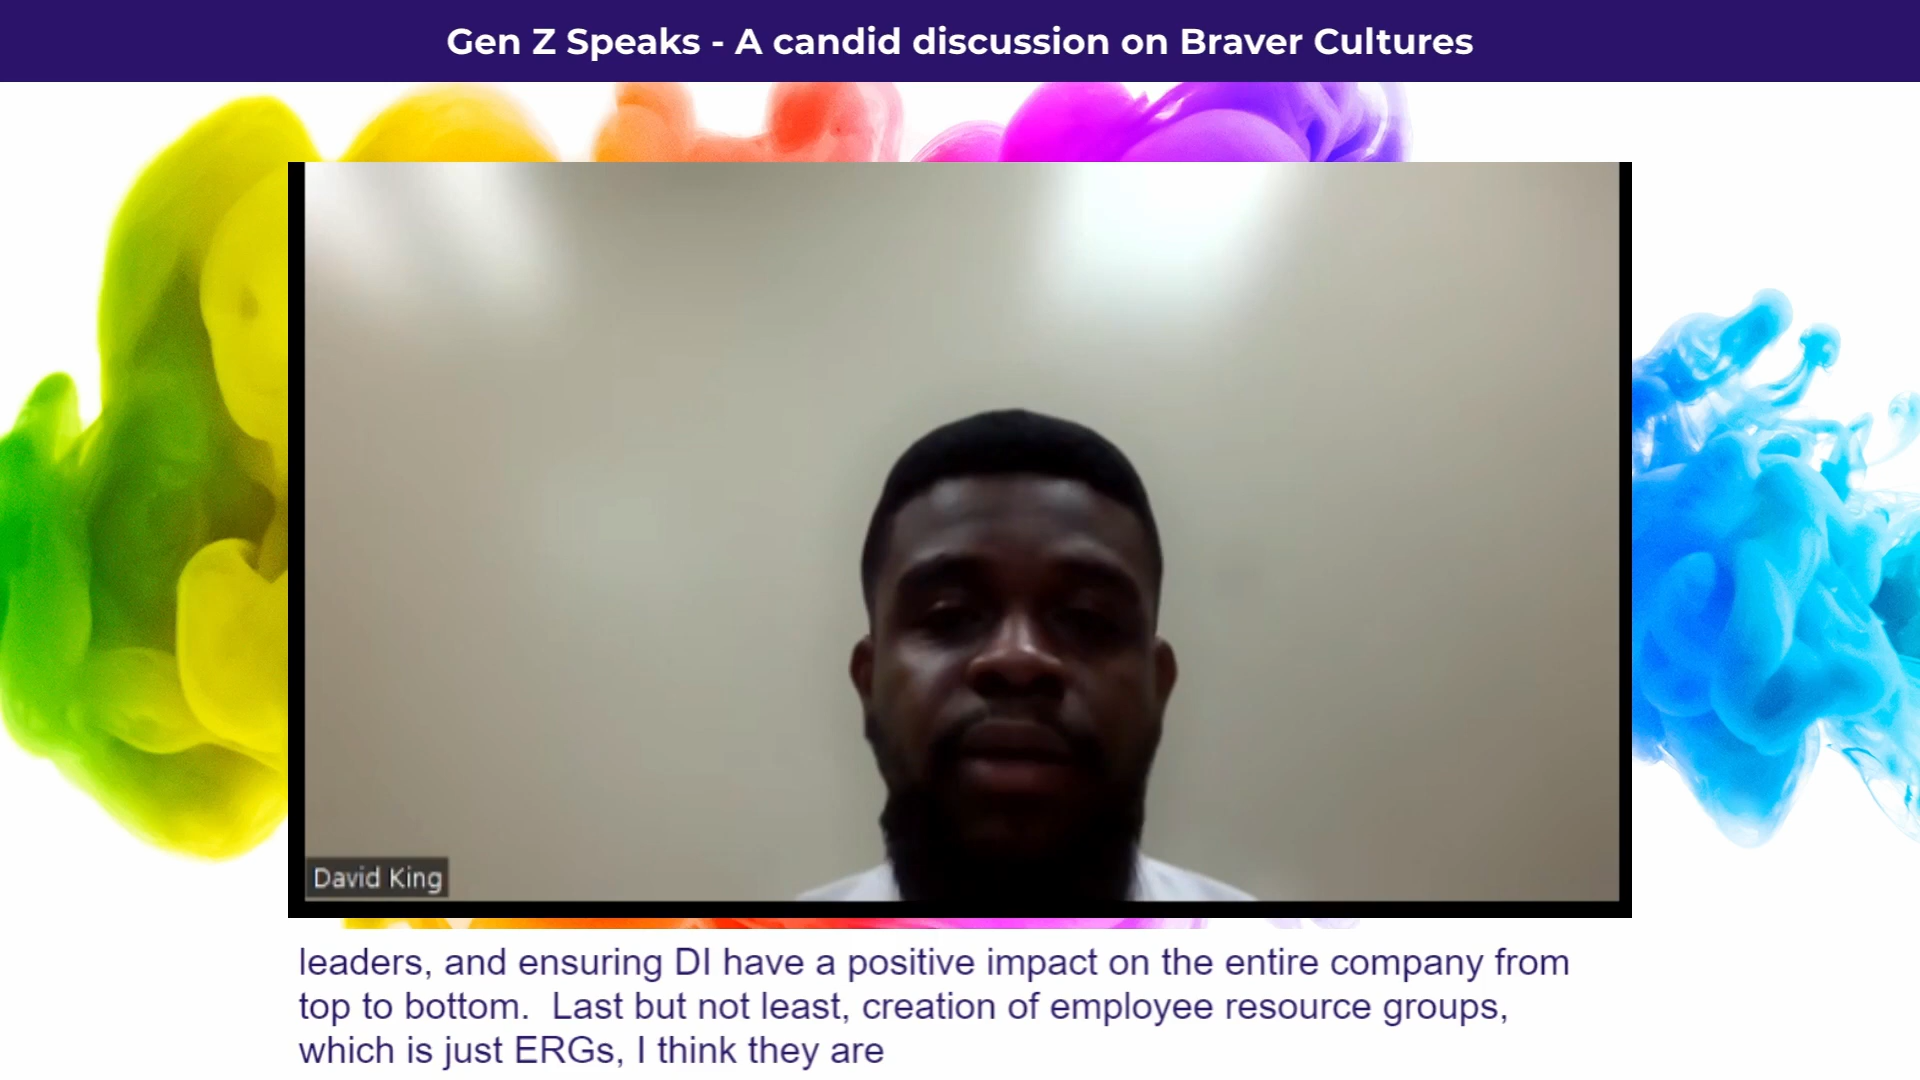 Gen Z Speaks - A candid discussion on Braver Cultures
David King
leaders, and ensuring DI have a positive impact on the entire company from
top to bottom.  Last but not least, creation of employee resource groups,
which is just ERGs, I think they are